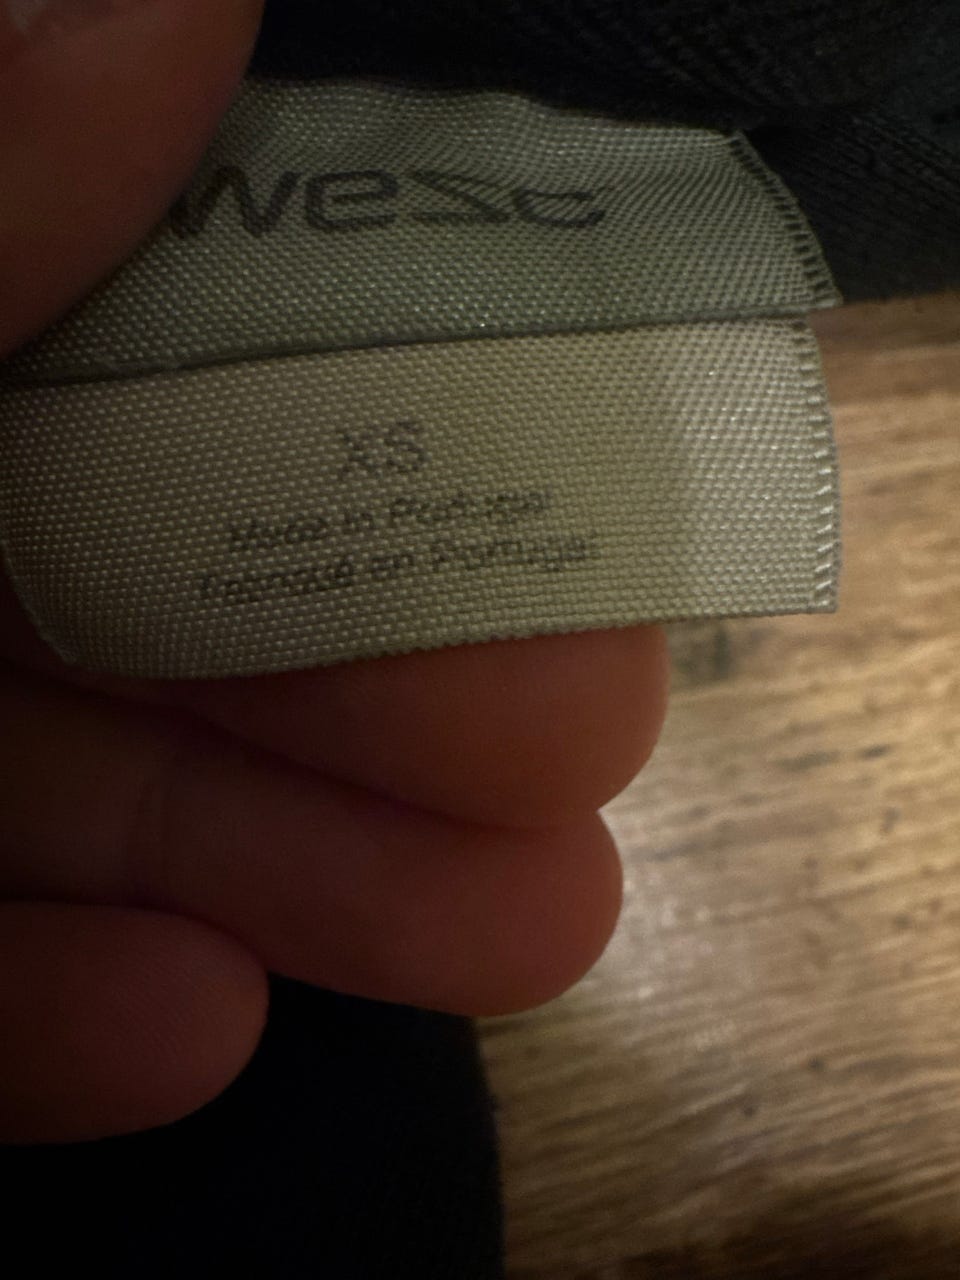 XS
Made in Portugal
Fabriqué en Portugal